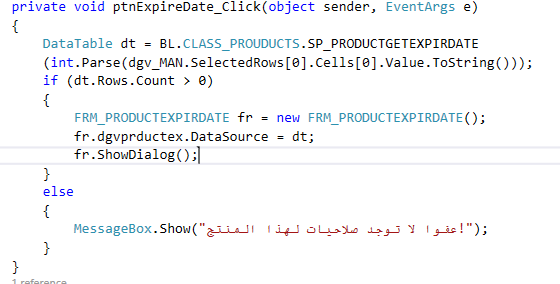 private void ptnExpireDate_Click(object sender, EventArgs e)
{
DataTable dt = BL.CLASS_PROUDUCTS.SP_PRODUCTGETEXPIRDATE
(int.Parse(dgv_MAN.SelectedRows[0].Cells[0].Value.ToString()));
if (dt.Rows.Count > 0)
{
FRM_PRODUCTEXPIRDATE fr = new FRM_PRODUCTEXPIRDATE();
fr.dgvprductex.DataSource = dt;
fr.ShowDialog();
}
else
{
MessageBox.Show("عفوا لا توجد صلاحيات لهذا المنتج!");
}
}
1 reference